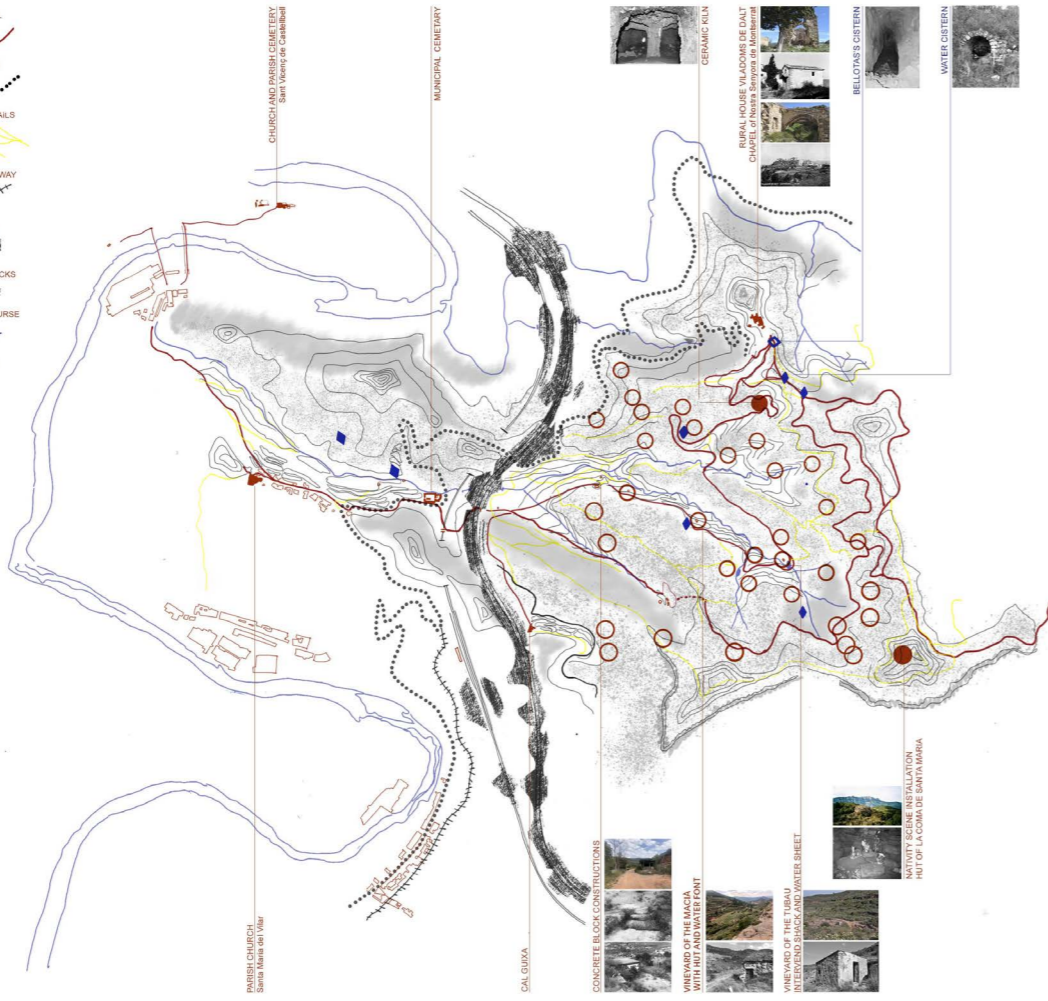 AILS
WAY
CKS
URSE
CHURCH AND PARISH CEMETERY
Sant Vicenç de Castellbell
MUNICIPAL CEMETARY
CERAMIC KILN
RURAL HOUSE VILADOMS DE DALT
CHAPEL of Nostra Senyora de Montserrat
BELLOTAS'S CISTERN
WATER CISTERN
PARISH CHURCH
Santa Maria del Vilar
CAL GUIXA
CONCRETE BLOCK CONSTRUCTIONS
VINEYARD OF THE MACIA
WITH HUT AND WATER FONT
VINEYARD OF THE TUBAU
INTERVEND SHACK AND WATER SHEET
NATIVITY SCENE INSTALLATION
HUT OF LA COMA DE SANTA MARIA